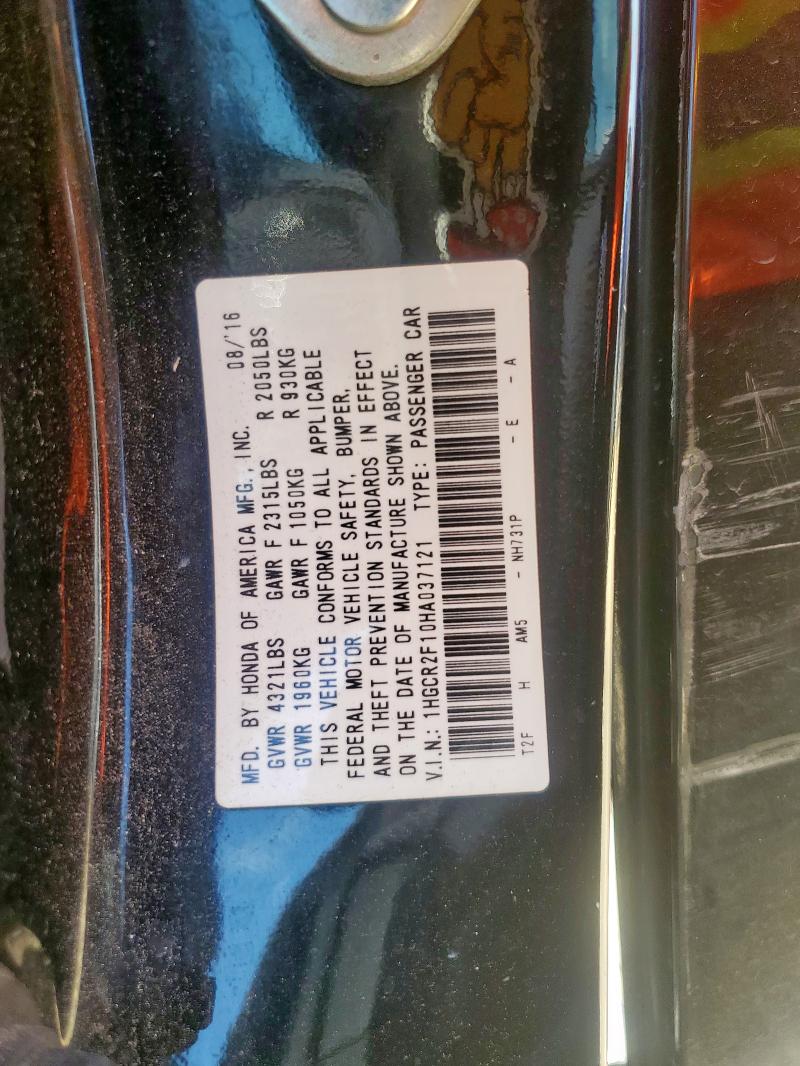 MFD. BY HONDA OF AMERICA MFG., INC. 08/'16
GVWR 4321LBS GAWR F 2315LBS R 2050LBS
GVWR 1960KG GAWR F 1050KG R 930KG
THIS VEHICLE CONFORMS TO ALL APPLICABLE
FEDERAL MOTOR VEHICLE SAFETY, BUMPER,
AND THEFT PREVENTION STANDARDS IN EFFECT
ON THE DATE OF MANUFACTURE SHOWN ABOVE.
V.I.N.: 1HGCR2F10HA037121 TYPE: PASSENGER CAR
T2F H AM5 - NH731P - E - A